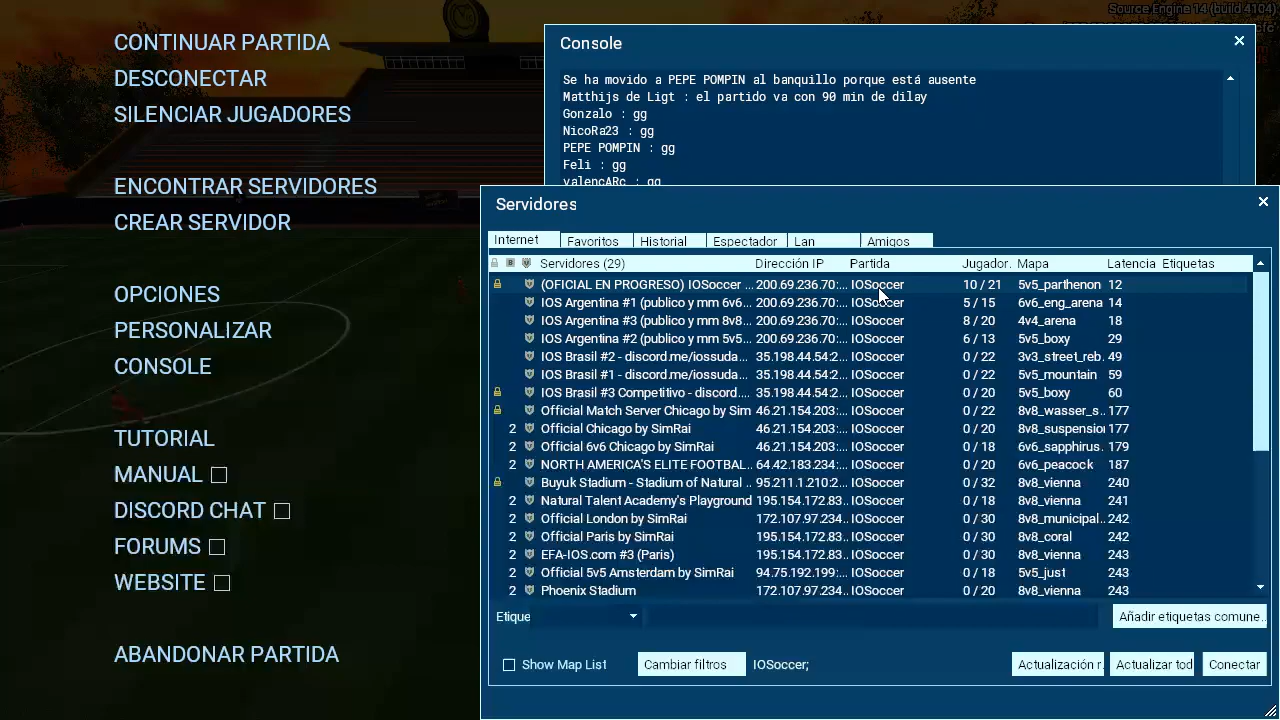 Source Engine 14 (build 4104)
CONTINUAR PARTIDA
DESCONECTAR
SILENCIAR JUGADORES
ENCONTRAR SERVIDORES
CREAR SERVIDOR
OPCIONES
PERSONALIZAR
CONSOLE
TUTORIAL
MANUAL
DISCORD CHAT
FORUMS
WEBSITE
ABANDONAR PARTIDA
Console
Se ha movido a PEPE POMPIN al banquillo porque está ausente
Matthijs de Ligt : el partido va con 90 min de dilay
Gonzalo : gg
NicoRa23 : gg
PEPE POMPIN : gg
Feli : gg
valencARc : gg
Servidores
Internet Favoritos Historial Espectador Lan Amigos
Servidores (29) Dirección IP Partida Jugador. Mapa Latencia Etiquetas
(OFICIAL EN PROGRESO) IOSoccer ... 200.69.236.70:... IOSoccer 10 / 21 5v5_parthenon 12
IOS Argentina #1 (publico y mm 6v6... 200.69.236.70:... IOSoccer 5 / 15 6v6_eng_arena 14
IOS Argentina #3 (publico y mm 8v8... 200.69.236.70:... IOSoccer 8 / 20 4v4_arena 18
IOS Argentina #2 (publico y mm 5v5... 200.69.236.70:... IOSoccer 6 / 13 5v5_boxy 29
IOS Brasil #2 - discord.me/iossuda... 35.198.44.54:2... IOSoccer 0 / 22 3v3_street_reb.. 49
IOS Brasil #1 - discord.me/iossuda... 35.198.44.54:2... IOSoccer 0 / 22 5v5_mountain 59
IOS Brasil #3 Competitivo - discord.... 35.198.44.54:2... IOSoccer 0 / 20 5v5_boxy 60
Official Match Server Chicago by Sim 46.21.154.203:... IOSoccer 0 / 22 8v8_wasser_s.. 177
2 Official Chicago by SimRai 46.21.154.203:... IOSoccer 0 / 20 8v8_suspension 177
2 Official 6v6 Chicago by SimRai 46.21.154.203:... IOSoccer 0 / 18 6v6_sapphirus. 179
2 NORTH AMERICA'S ELITE FOOTBAL... 64.42.183.234:... IOSoccer 0 / 20 6v6_peacock 187
Buyuk Stadium - Stadium of Natural ... 95.211.1.210:2... IOSoccer 0 / 32 8v8_vienna 240
2 Natural Talent Academy's Playground 195.154.172.83.. IOSoccer 0 / 18 8v8_vienna 241
2 Official London by SimRai 172.107.97.234.. IOSoccer 0 / 30 8v8_municipal.. 242
2 Official Paris by SimRai 195.154.172.83.. IOSoccer 0 / 30 8v8_coral 242
2 EFA-IOS.com #3 (Paris) 195.154.172.83.. IOSoccer 0 / 30 8v8_vienna 243
2 Official 5v5 Amsterdam by SimRai 94.75.192.199:... IOSoccer 0 / 18 5v5_just 243
2 Phoenix Stadium 172.107.97.234.. IOSoccer 0 / 20 8v8_vienna 243
Etique Añadir etiquetas comune...
Show Map List Cambiar filtros IOSoccer; Actualización r. Actualizar tod Conectar